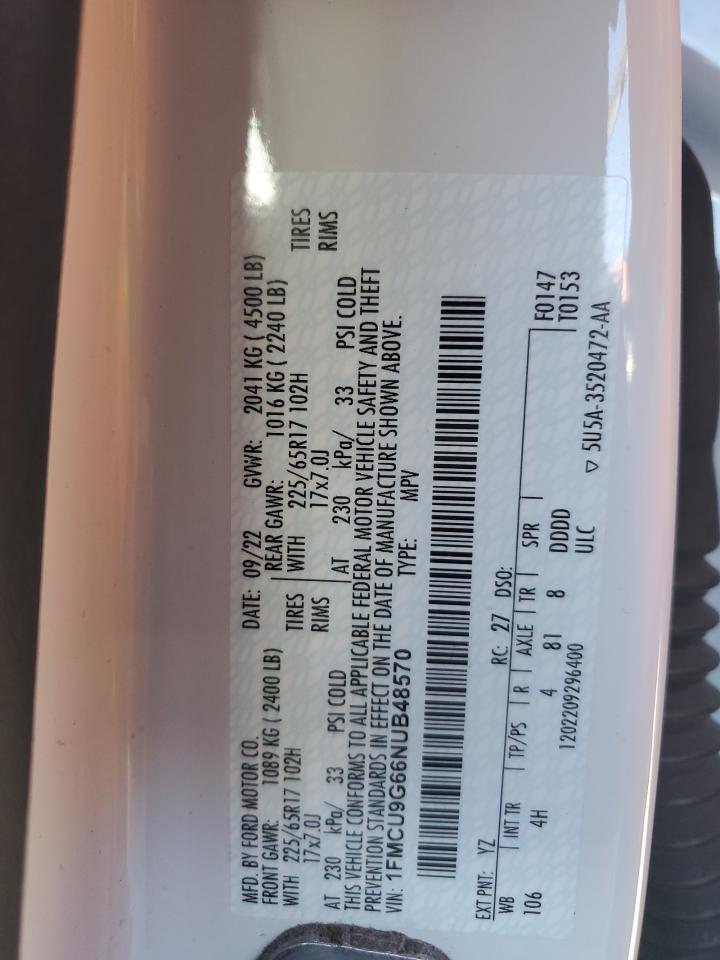 MFD. BY FORD MOTOR CO. DATE: 09/22 GVWR: 2041 KG ( 4500 LB)
FRONT GAWR: 1089 KG ( 2400 LB) REAR GAWR: 1016 KG ( 2240 LB)
WITH 225/65R17 102H TIRES WITH 225/65R17 102H TIRES
17x7.0J RIMS 17x7.0J RIMS
AT 230 kPa/ 33 PSI COLD AT 230 kPa/ 33 PSI COLD
THIS VEHICLE CONFORMS TO ALL APPLICABLE FEDERAL MOTOR VEHICLE SAFETY AND THEFT
PREVENTION STANDARDS IN EFFECT ON THE DATE OF MANUFACTURE SHOWN ABOVE.
VIN: 1FMCU9G66NUB48570 TYPE: MPV
EXT PNT: YZ RC: 27 DSO:
WB INT TR TP/PS R AXLE TR SPR F0147
106 4H 4 81 8 DDDD T0153
1202209296400 ULC
▽ 5U5A-3520472-AA